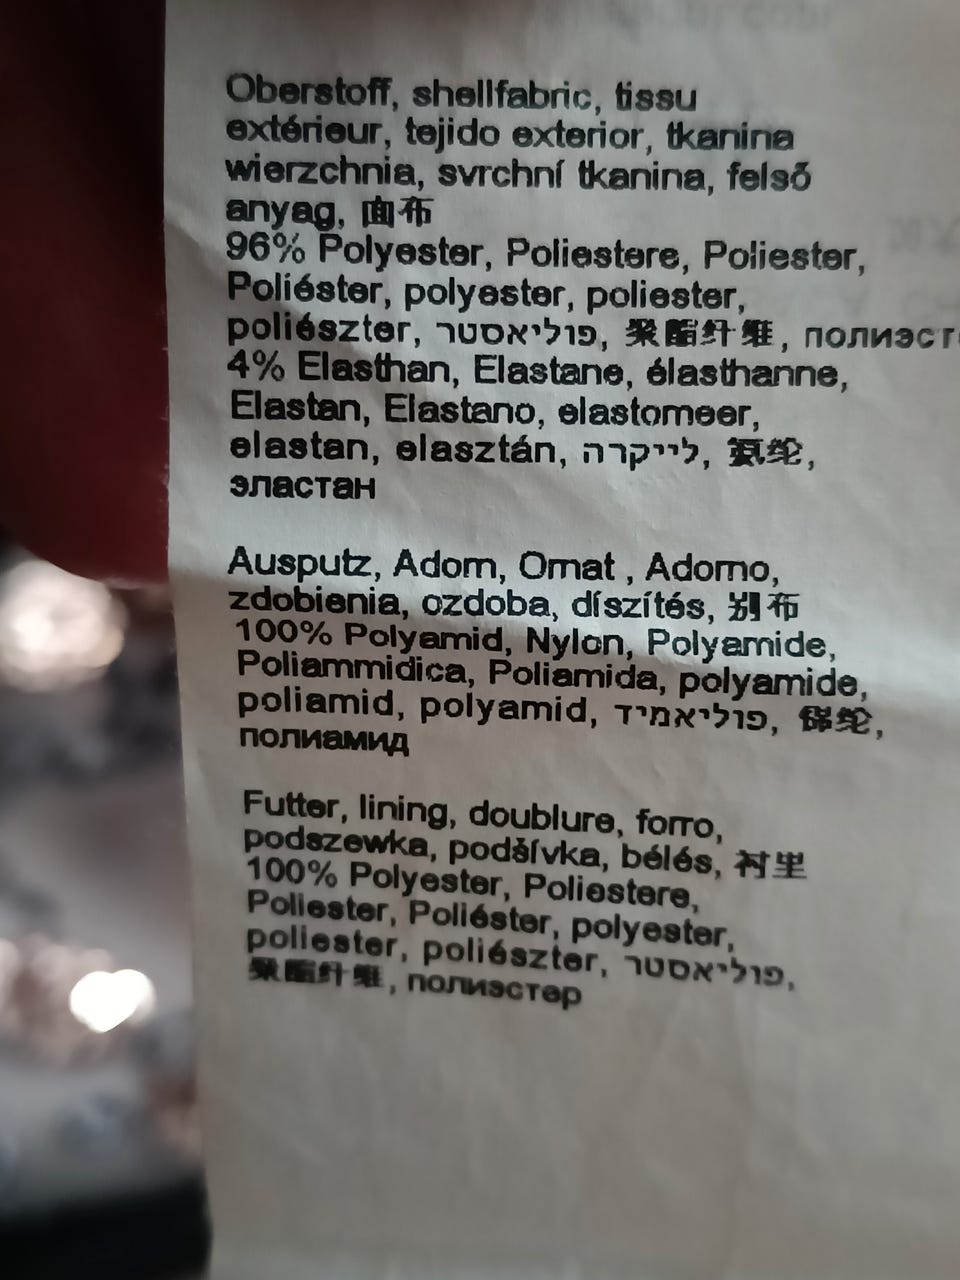 Oberstoff, shellfabric, tissu
extérieur, tejido exterior, tkanina
wierzchnia, svrchní tkanina, felső
anyag, 面布
96% Polyester, Poliestere, Poliester,
Poliéster, polyester, poliester,
poliészter, פוליאסטר, 聚酯纤维, полиэст
4% Elasthan, Elastane, élasthanne,
Elastan, Elastano, elastomeer,
elastan, elasztán, לייקרה, 氨纶,
эластан
Ausputz, Adorn, Ornat , Adorno,
zdobienia, ozdoba, díszítés, 别布
100% Polyamid, Nylon, Polyamide,
Poliammidica, Poliamida, polyamide,
poliamid, polyamid, פוליאמיד, 锦纶,
полиамид
Futter, lining, doublure, forro,
podszewka, podšívka, bélés, 衬里
100% Polyester, Poliestere,
Poliester, Poliéster, polyester,
poliester, poliészter, פוליאסטר,
聚酯纤维, полиэстер